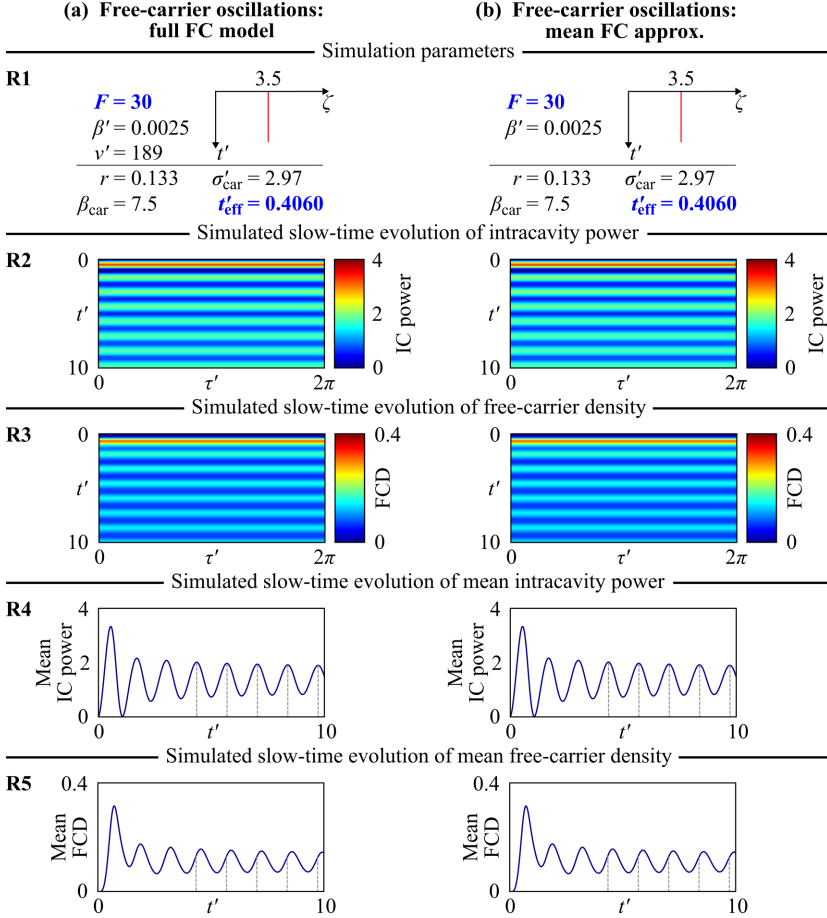 (a) Free-carrier oscillations:
full FC model
(b) Free-carrier oscillations:
mean FC approx.
Simulation parameters
R1
3.5
F = 30
ζ
β′ = 0.0025
ν′ = 189
t′
r = 0.133
σ′car = 2.97
βcar = 7.5
t′eff = 0.4060
3.5
F = 30
ζ
β′ = 0.0025
t′
r = 0.133
σ′car = 2.97
βcar = 7.5
t′eff = 0.4060
Simulated slow-time evolution of intracavity power
R2
0
t′
10
0
τ′
2π
4
2
0
IC power
0
t′
10
0
τ′
2π
4
2
0
IC power
Simulated slow-time evolution of free-carrier density
R3
0
t′
10
0
τ′
2π
0.4
0
FCD
0
t′
10
0
τ′
2π
0.4
0
FCD
Simulated slow-time evolution of mean intracavity power
R4
Mean
IC power
4
2
0
0
t′
10
Mean
IC power
4
2
0
0
t′
10
Simulated slow-time evolution of mean free-carrier density
R5
Mean
FCD
0.4
0
0
t′
10
Mean
FCD
0.4
0
0
t′
10